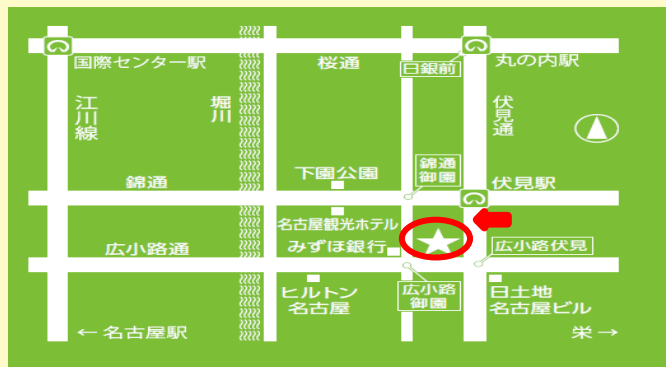 国際センター駅
桜通
日銀前
丸の内駅
江川線
堀川
伏見通
錦通
下園公園
錦通
御園
伏見駅
名古屋観光ホテル
広小路通
みずほ銀行
広小路伏見
ヒルトン
名古屋
広小路
御園
日土地
名古屋ビル
← 名古屋駅
栄 →